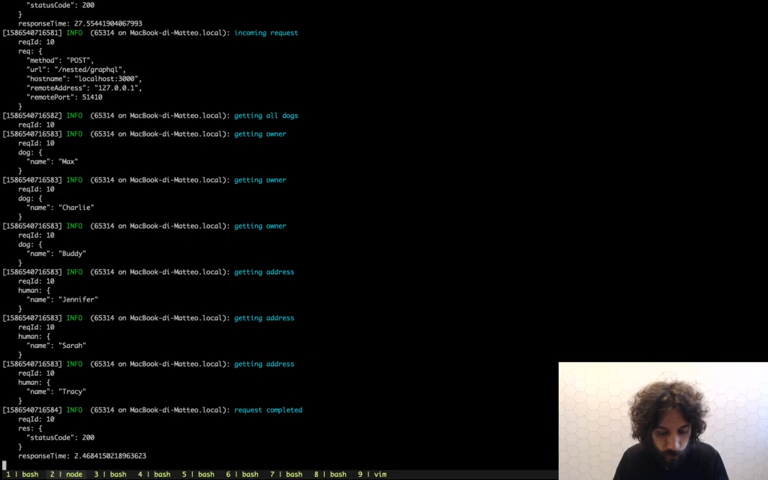 "statusCode": 200
}
responseTime: 27.55441904067993
[1586540716581] INFO (65314 on MacBook-di-Matteo.local): incoming request
reqId: 10
req: {
"method": "POST",
"url": "/nested/graphql",
"hostname": "localhost:3000",
"remoteAddress": "127.0.0.1",
"remotePort": 51410
}
[1586540716582] INFO (65314 on MacBook-di-Matteo.local): getting all dogs
reqId: 10
[1586540716583] INFO (65314 on MacBook-di-Matteo.local): getting owner
reqId: 10
dog: {
"name": "Max"
}
[1586540716583] INFO (65314 on MacBook-di-Matteo.local): getting owner
reqId: 10
dog: {
"name": "Charlie"
}
[1586540716583] INFO (65314 on MacBook-di-Matteo.local): getting owner
reqId: 10
dog: {
"name": "Buddy"
}
[1586540716583] INFO (65314 on MacBook-di-Matteo.local): getting address
reqId: 10
human: {
"name": "Jennifer"
}
[1586540716583] INFO (65314 on MacBook-di-Matteo.local): getting address
reqId: 10
human: {
"name": "Sarah"
}
[1586540716583] INFO (65314 on MacBook-di-Matteo.local): getting address
reqId: 10
human: {
"name": "Tracy"
}
[1586540716584] INFO (65314 on MacBook-di-Matteo.local): request completed
reqId: 10
res: {
"statusCode": 200
}
responseTime: 2.4684150218963623
1 | bash 2 | node 3 | bash 4 | bash 5 | bash 6 | bash 7 | bash 8 | bash 9 | vim